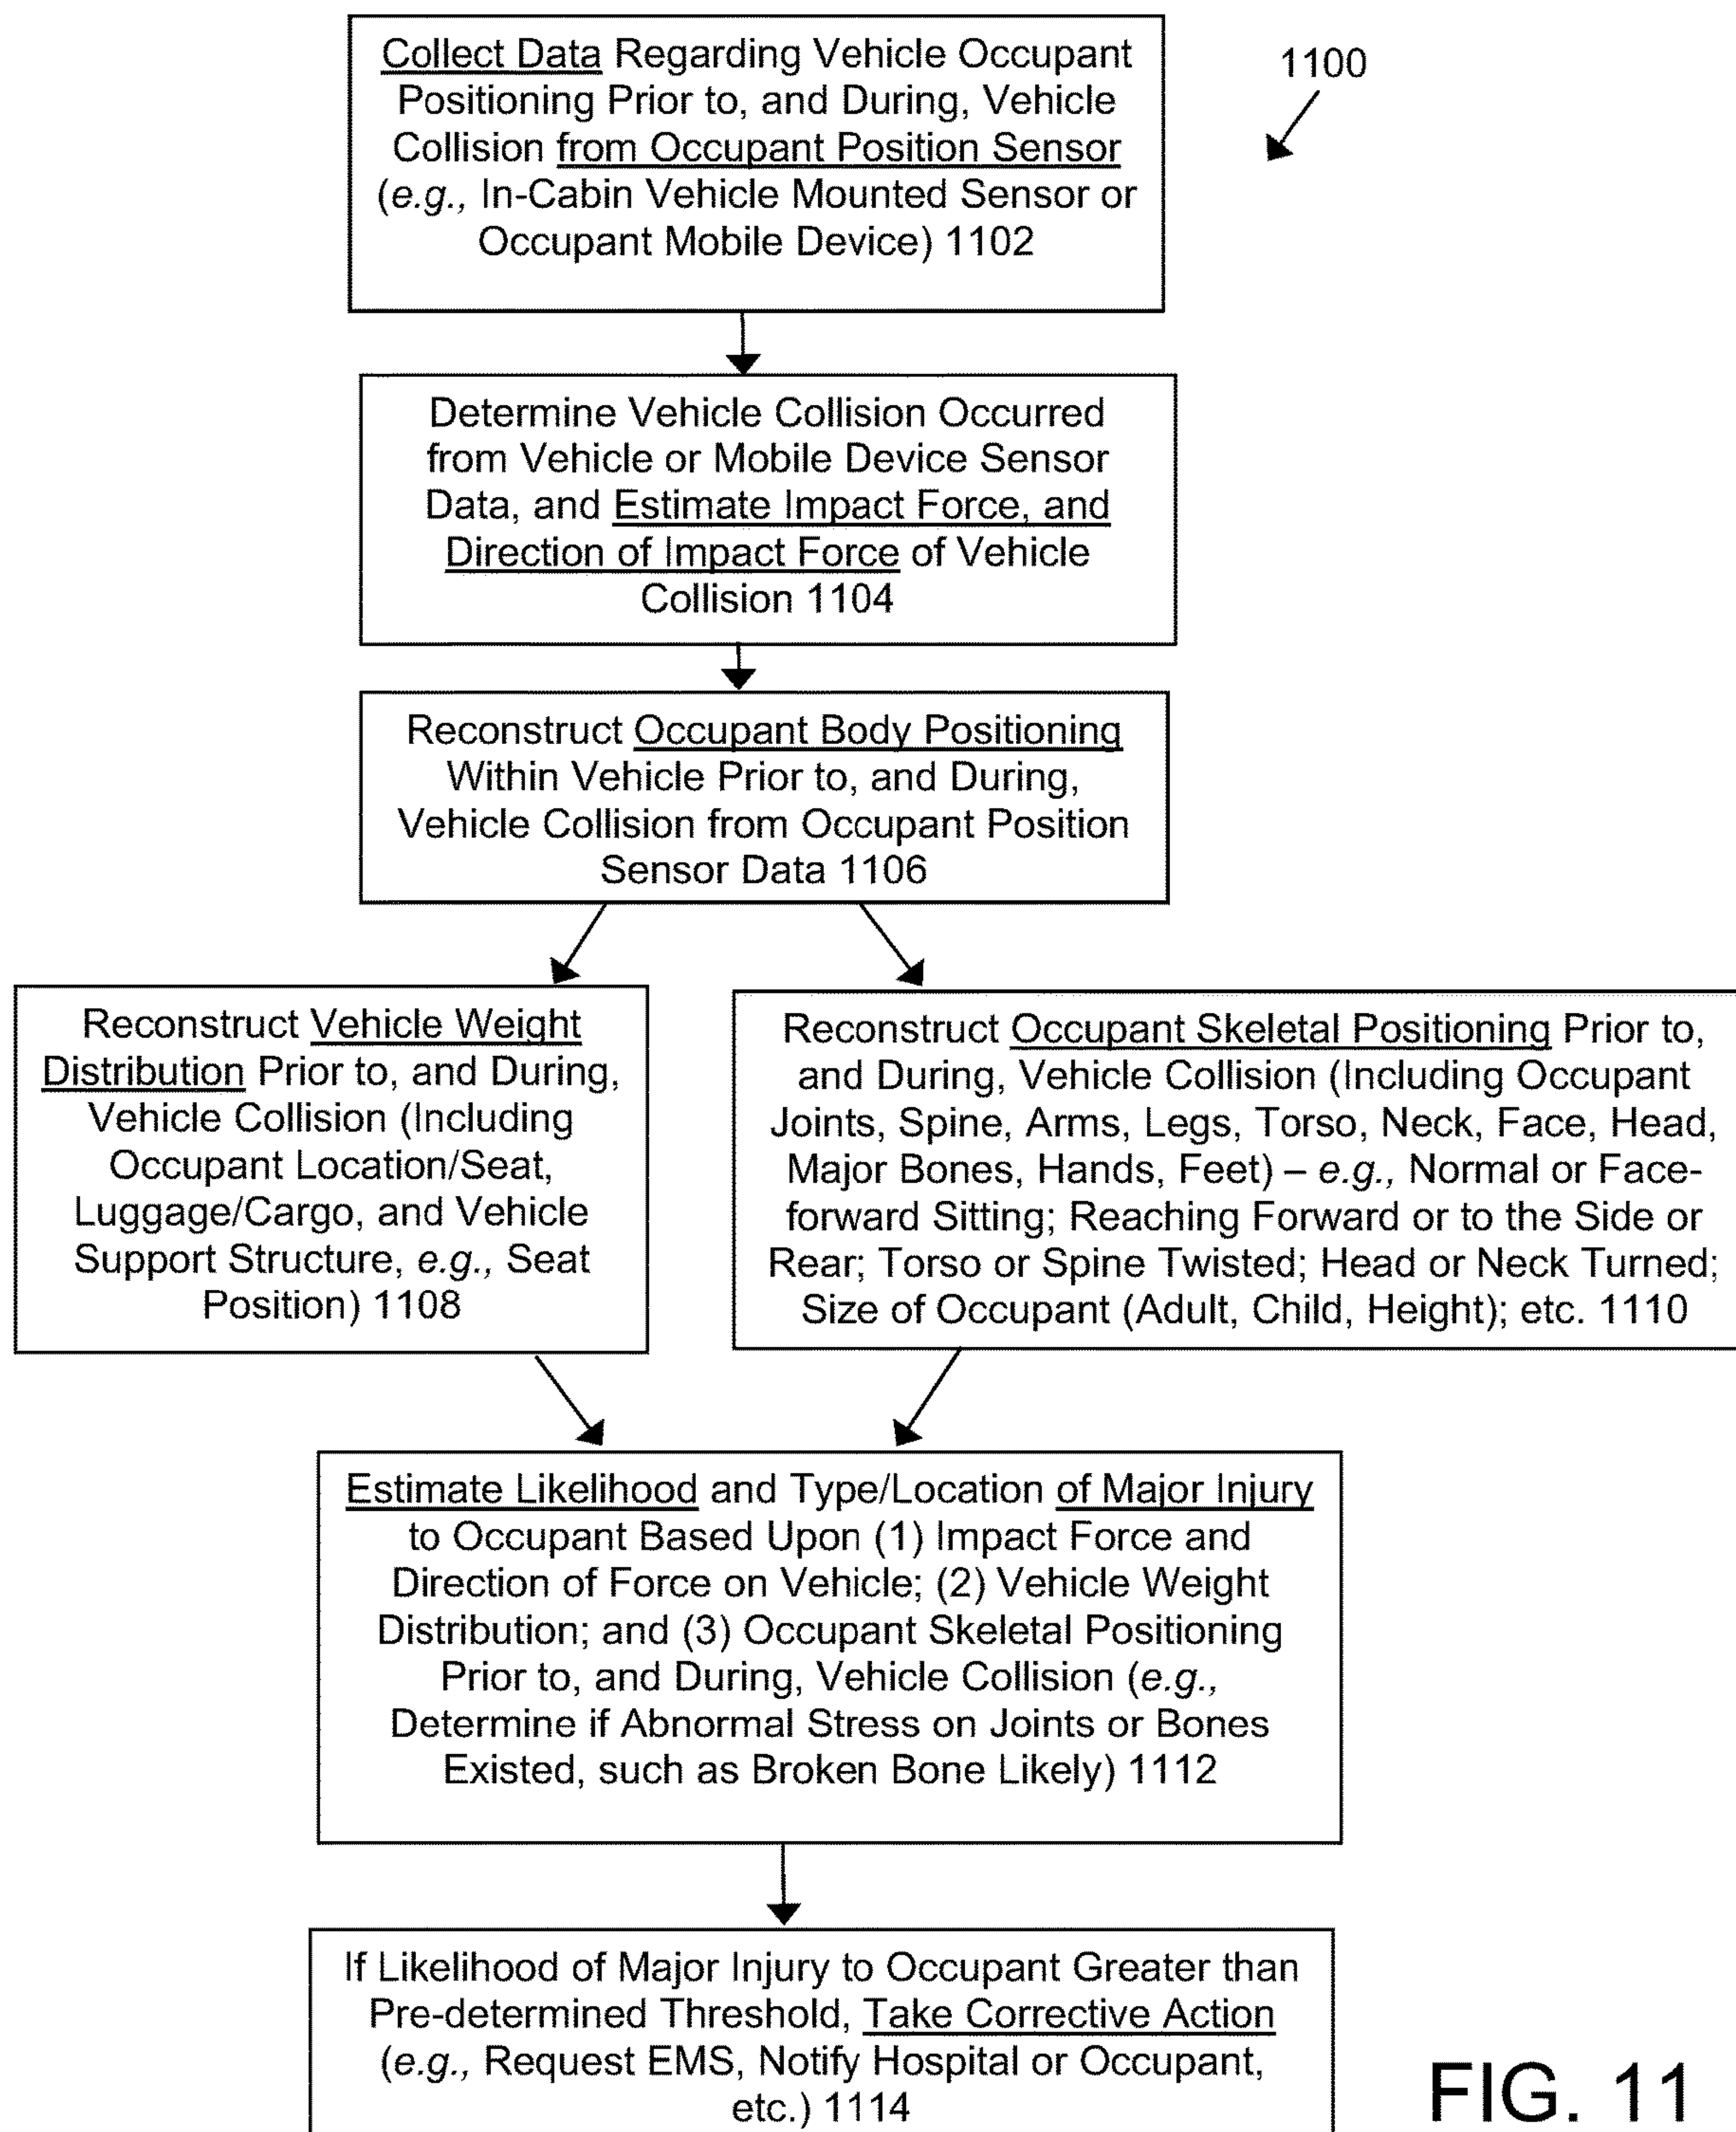 Collect Data Regarding Vehicle Occupant
Positioning Prior to, and During, Vehicle
Collision from Occupant Position Sensor
(e.g., In-Cabin Vehicle Mounted Sensor or
Occupant Mobile Device) 1102
1100
Determine Vehicle Collision Occurred
from Vehicle or Mobile Device Sensor
Data, and Estimate Impact Force, and
Direction of Impact Force of Vehicle
Collision 1104
Reconstruct Occupant Body Positioning
Within Vehicle Prior to, and During,
Vehicle Collision from Occupant Position
Sensor Data 1106
Reconstruct Vehicle Weight
Distribution Prior to, and During,
Vehicle Collision (Including
Occupant Location/Seat,
Luggage/Cargo, and Vehicle
Support Structure, e.g., Seat
Position) 1108
Reconstruct Occupant Skeletal Positioning Prior to,
and During, Vehicle Collision (Including Occupant
Joints, Spine, Arms, Legs, Torso, Neck, Face, Head,
Major Bones, Hands, Feet) – e.g., Normal or Face-
forward Sitting; Reaching Forward or to the Side or
Rear; Torso or Spine Twisted; Head or Neck Turned;
Size of Occupant (Adult, Child, Height); etc. 1110
Estimate Likelihood and Type/Location of Major Injury
to Occupant Based Upon (1) Impact Force and
Direction of Force on Vehicle; (2) Vehicle Weight
Distribution; and (3) Occupant Skeletal Positioning
Prior to, and During, Vehicle Collision (e.g.,
Determine if Abnormal Stress on Joints or Bones
Existed, such as Broken Bone Likely) 1112
If Likelihood of Major Injury to Occupant Greater than
Pre-determined Threshold, Take Corrective Action
(e.g., Request EMS, Notify Hospital or Occupant,
etc.) 1114
FIG. 11